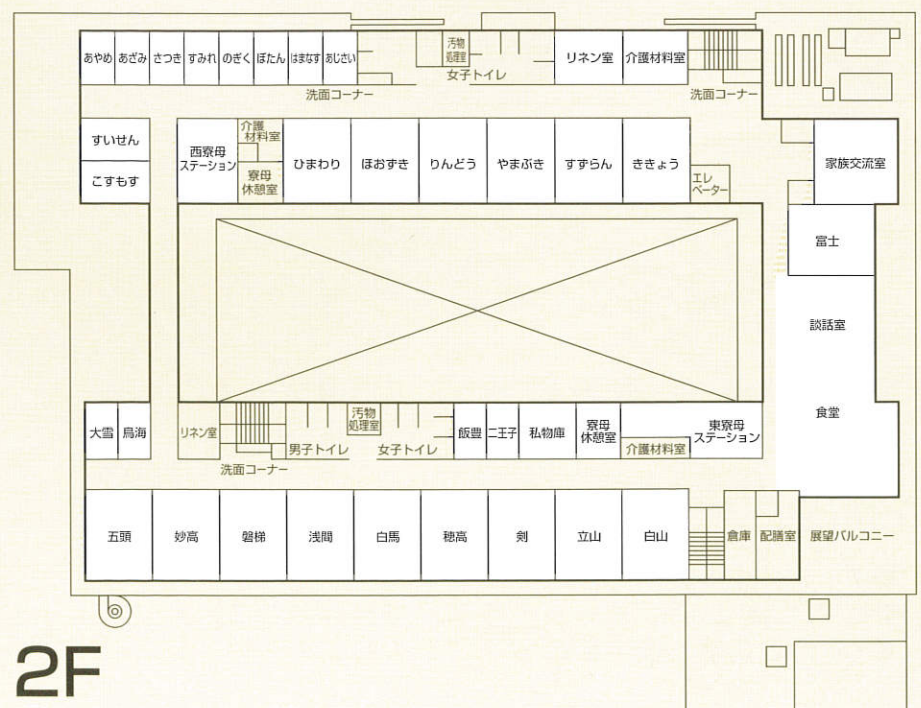 あやめ
あざみ
さつき
すみれ
のぎく
ぼたん
はまなす
あじさい
汚物
処理室
女子トイレ
洗面コーナー
リネン室
介護材料室
洗面コーナー
すいせん
こすもす
西寮母
ステーション
介護
材料室
寮母
休憩室
ひまわり
ほおずき
りんどう
やまぶき
すずらん
ききょう
エレ
ベーター
家族交流室
富士
談話室
食堂
大雪
鳥海
リネン室
洗面コーナー
男子トイレ
汚物
処理室
女子トイレ
飯豊
二王子
私物庫
寮母
休憩室
介護材料室
東寮母
ステーション
五頭
妙高
磐梯
浅間
白馬
穂高
剣
立山
白山
倉庫
配膳室
展望バルコニー
2F